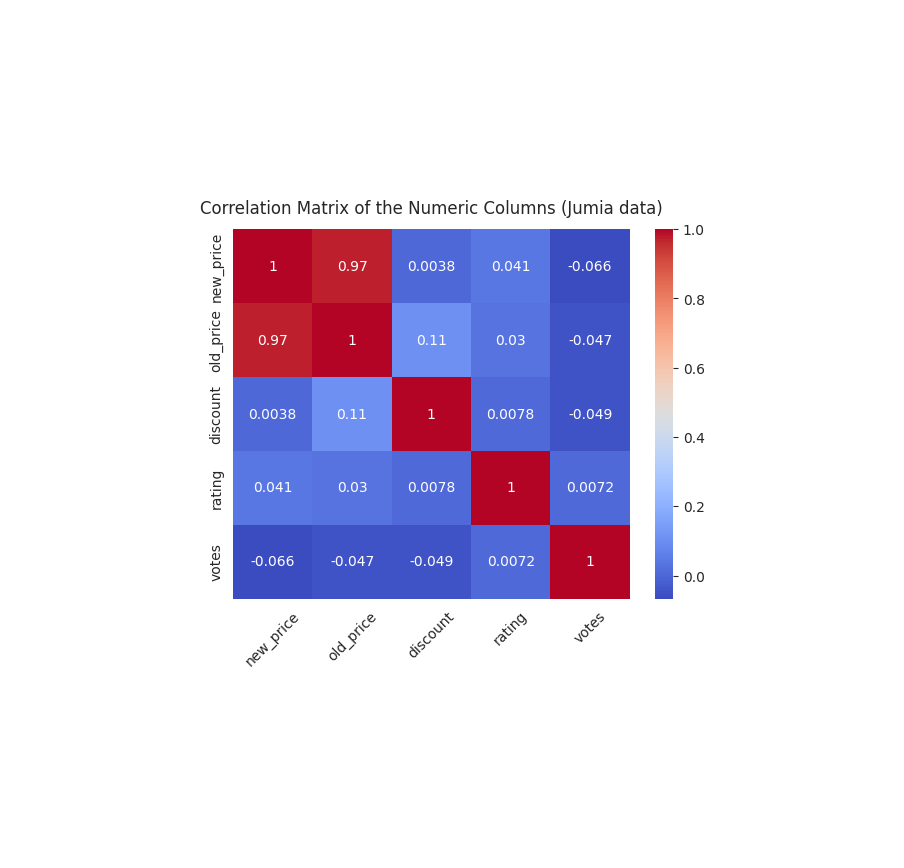 Correlation Matrix of the Numeric Columns (Jumia data)
new_price 1 0.97 0.0038 0.041 -0.066
old_price 0.97 1 0.11 0.03 -0.047
discount 0.0038 0.11 1 0.0078 -0.049
rating 0.041 0.03 0.0078 1 0.0072
votes -0.066 -0.047 -0.049 0.0072 1
new_price old_price discount rating votes
1.0
0.8
0.6
0.4
0.2
0.0